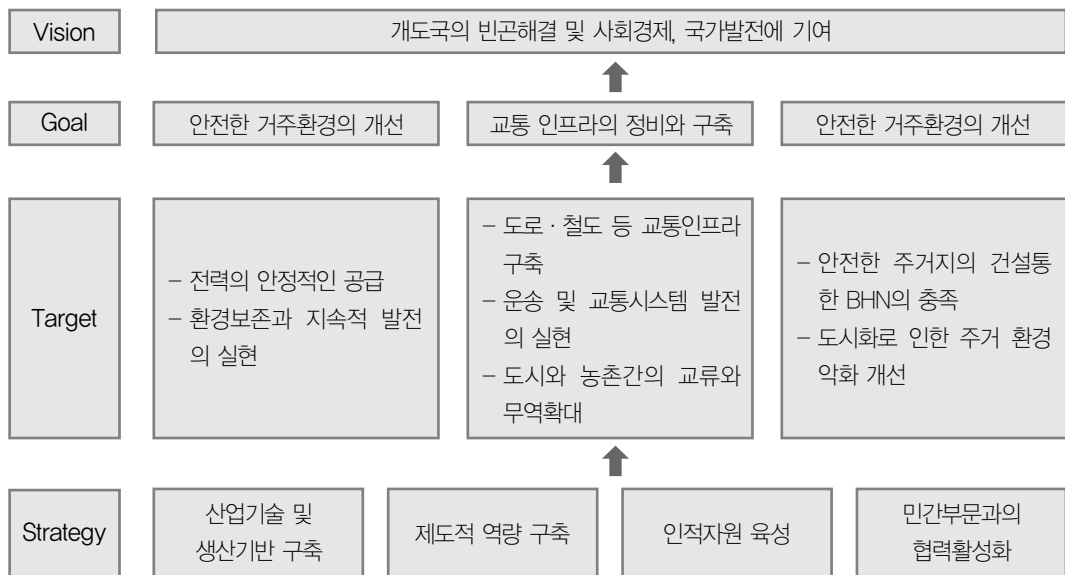 Vision
개도국의 빈곤해결 및 사회경제, 국가발전에 기여
Goal
안전한 거주환경의 개선
교통 인프라의 정비와 구축
안전한 거주환경의 개선
Target
– 전력의 안정적인 공급
– 환경보존과 지속적 발전
의 실현
– 도로·철도 등 교통인프라
구축
– 운송 및 교통시스템 발전
의 실현
– 도시와 농촌간의 교류와
무역확대
– 안전한 주거지의 건설통
한 BHN의 충족
– 도시화로 인한 주거 환경
악화 개선
Strategy
산업기술 및
생산기반 구축
제도적 역량 구축
인적자원 육성
민간부문과의
협력활성화